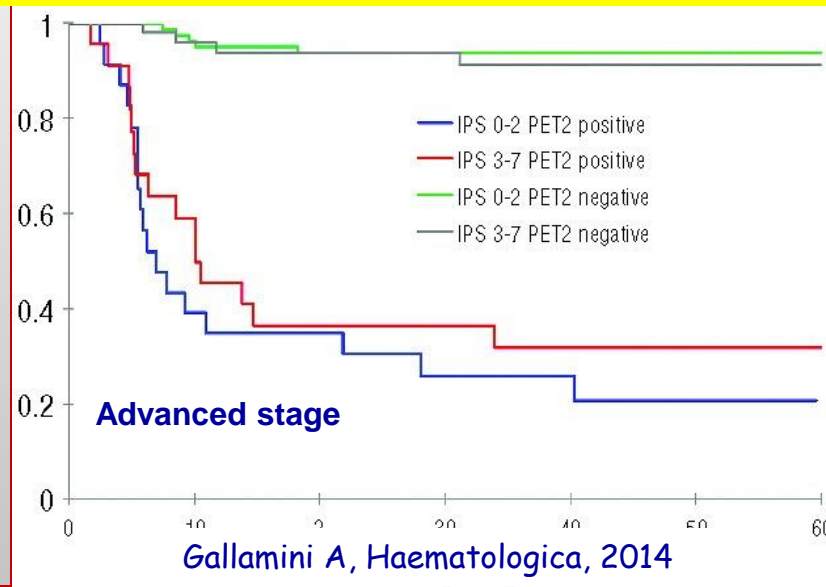 1
0.8
IPS 0-2 PET2 positive
IPS 3-7 PET2 positive
0.6
IPS 0-2 PET2 negative
IPS 3-7 PET2 negative
0.4
0.2
Advanced stage
0
0 10 2 30 40 50 60
Gallamini A, Haematologica, 2014